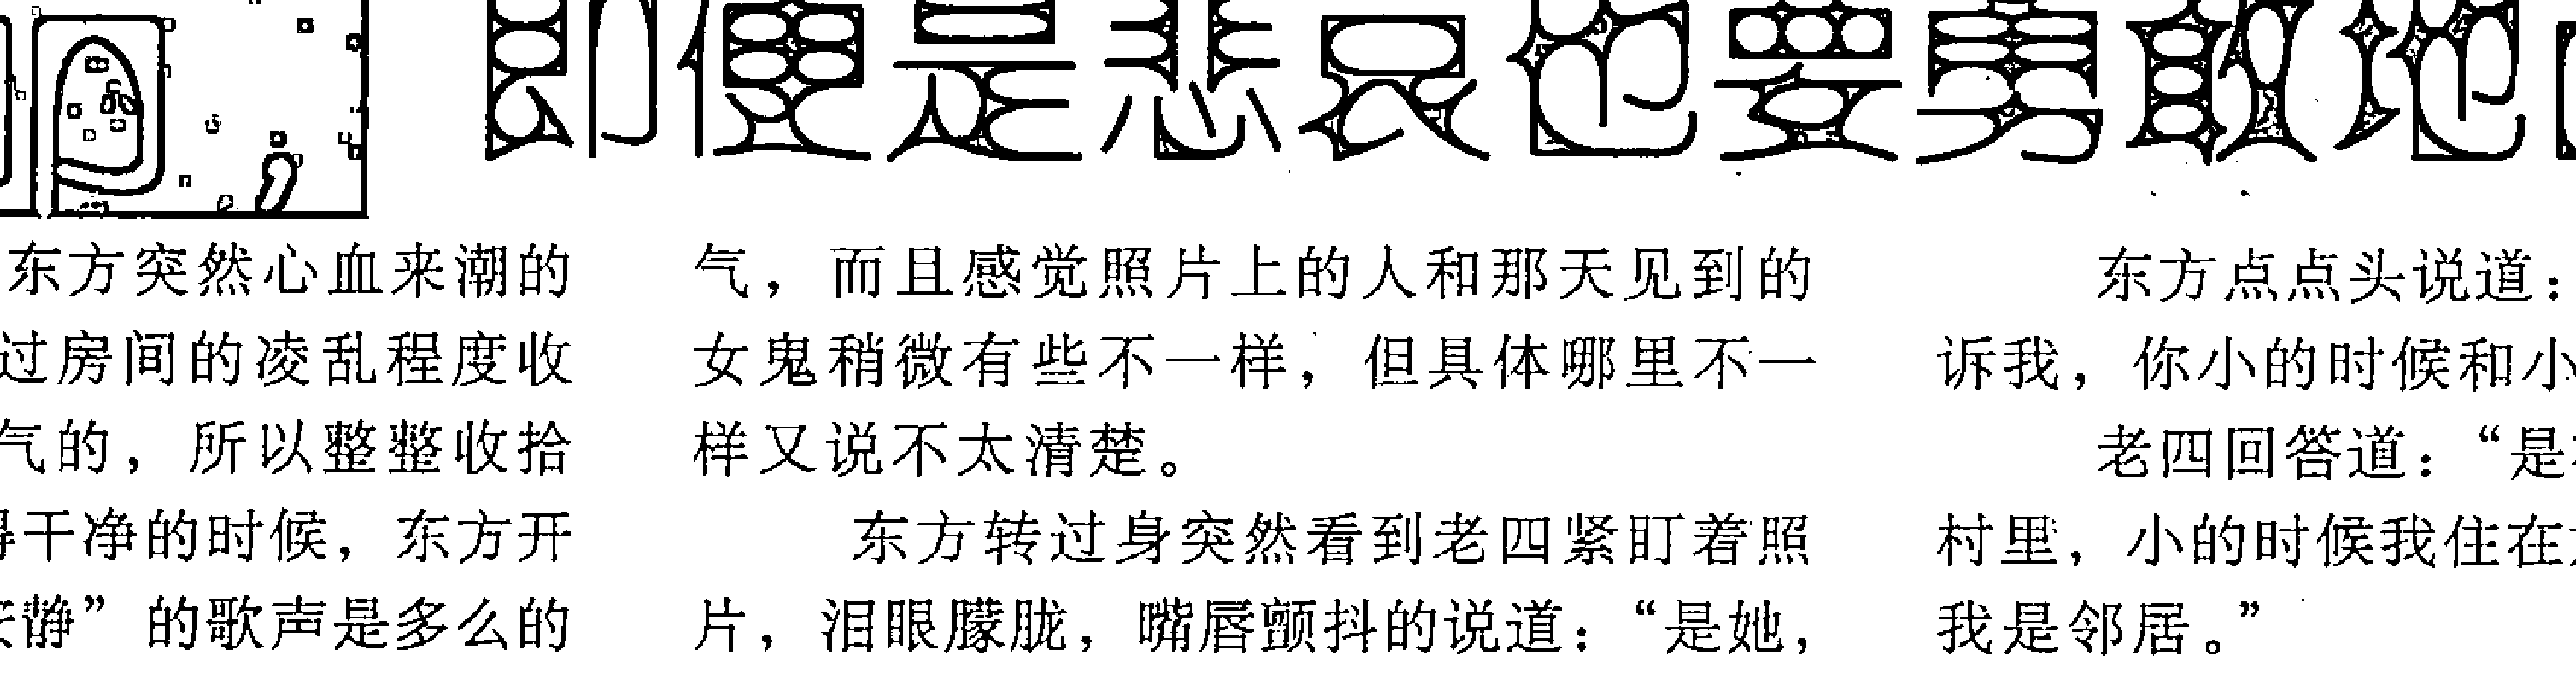 即便是悲哀也要勇敢地
东方突然心血来潮的
过房间的凌乱程度收
气的，所以整整收拾
得干净的时候，东方开
静”的歌声是多么的
气，而且感觉照片上的人和那天见到的
女鬼稍微有些不一样，但具体哪里不一
样又说不太清楚。
东方转过身突然看到老四紧盯着照
片，泪眼朦胧，嘴唇颤抖的说道：“是她，
东方点点头说道：
诉我，你小的时候和小
老四回答道：“是
村里，小的时候我住在
我是邻居。”